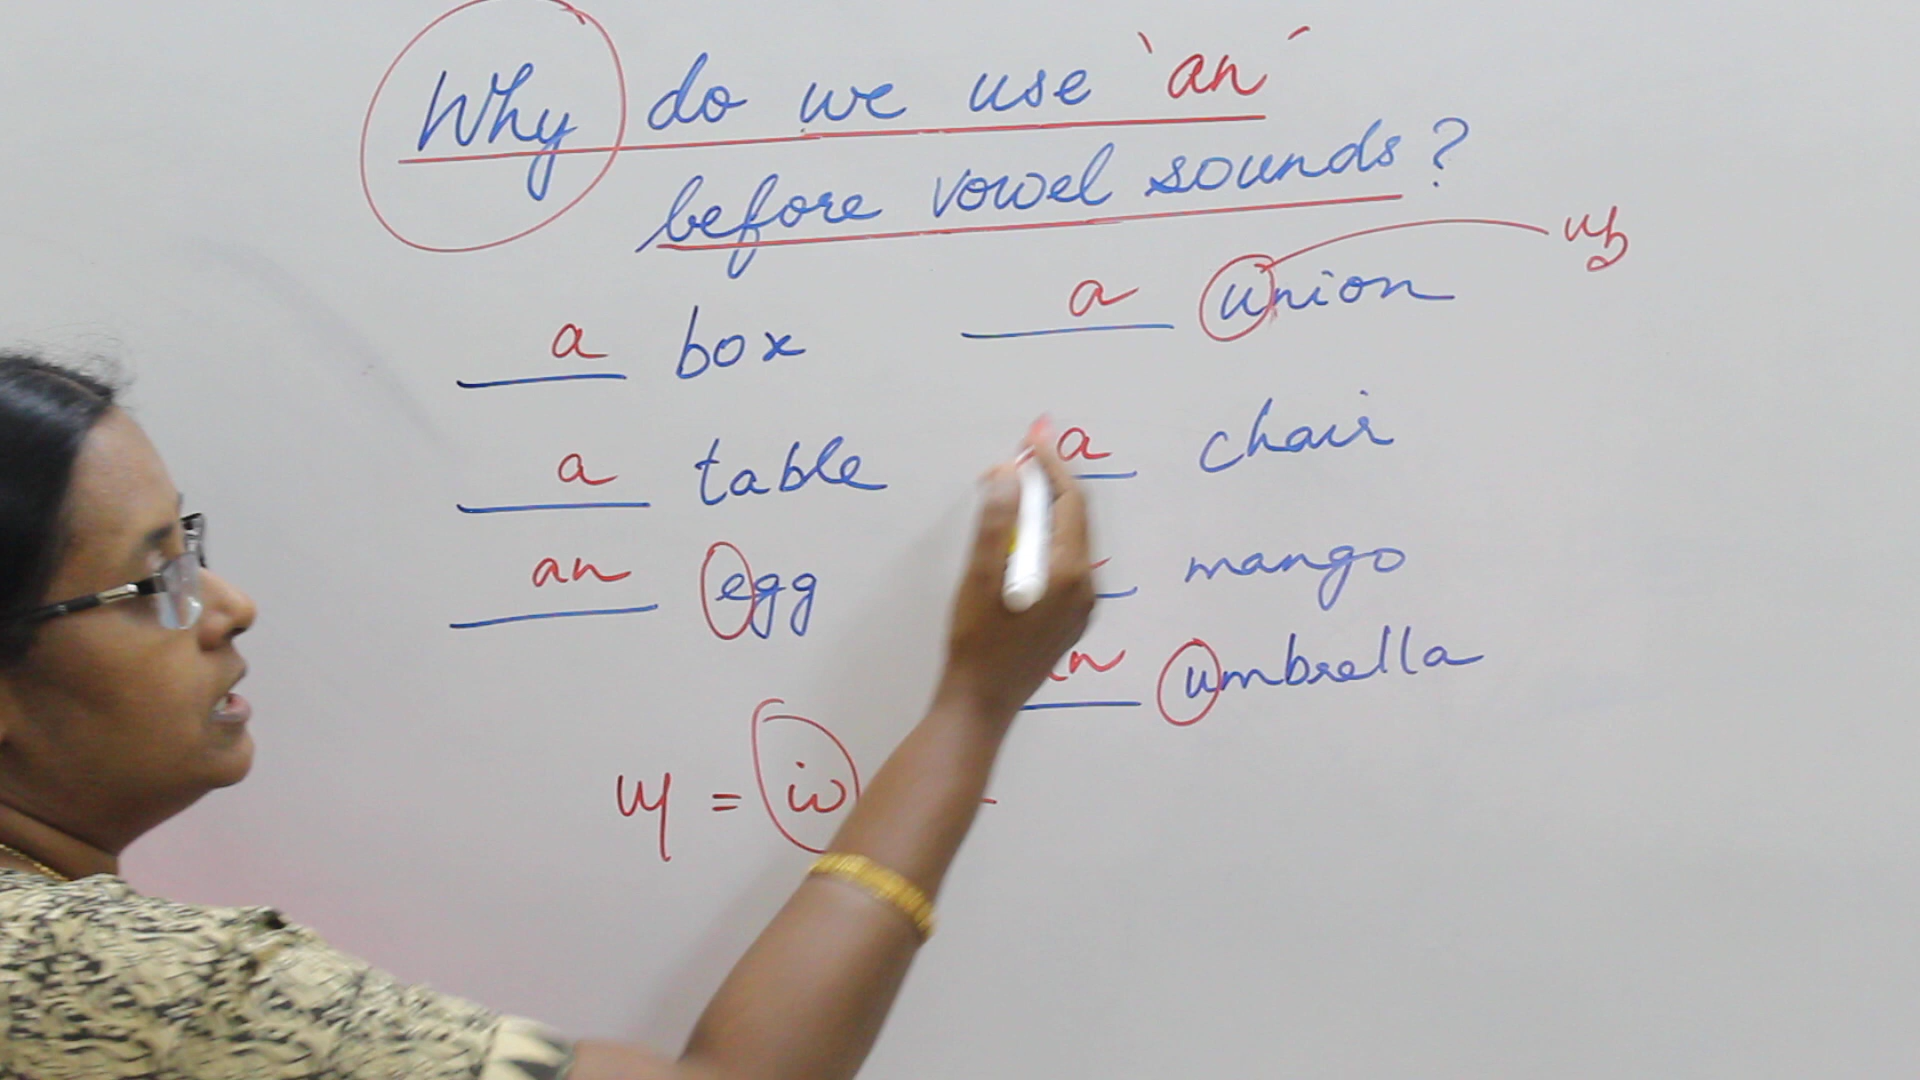 Why do we use 'an'
before vowel sounds?
a box
a union
a table
a chair
an egg
mango
umbrella